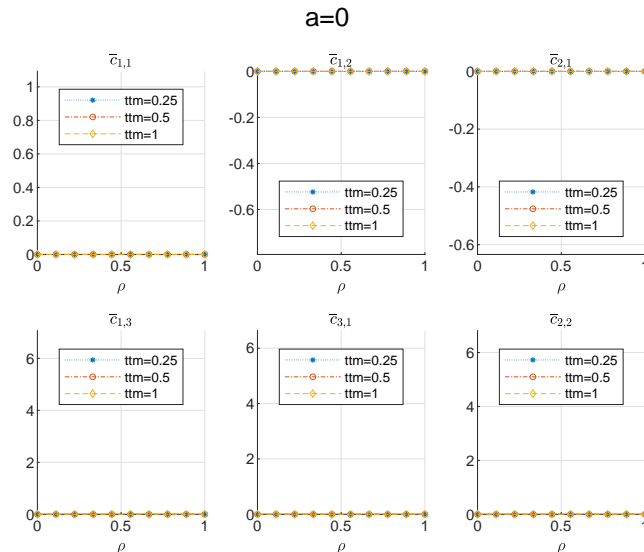 a=0
c̅1,1
1
0.8
0.6
0.4
0.2
0
0 0.5 1
ρ
ttm=0.25
ttm=0.5
ttm=1
c̅1,2
0
-0.2
-0.4
-0.6
0 0.5 1
ρ
ttm=0.25
ttm=0.5
ttm=1
c̅2,1
0
-0.2
-0.4
-0.6
0 0.5 1
ρ
ttm=0.25
ttm=0.5
ttm=1
c̅1,3
6
4
2
0
0 0.5 1
ρ
ttm=0.25
ttm=0.5
ttm=1
c̅3,1
6
4
2
0
0 0.5 1
ρ
ttm=0.25
ttm=0.5
ttm=1
c̅2,2
6
4
2
0
0 0.5 1
ρ
ttm=0.25
ttm=0.5
ttm=1